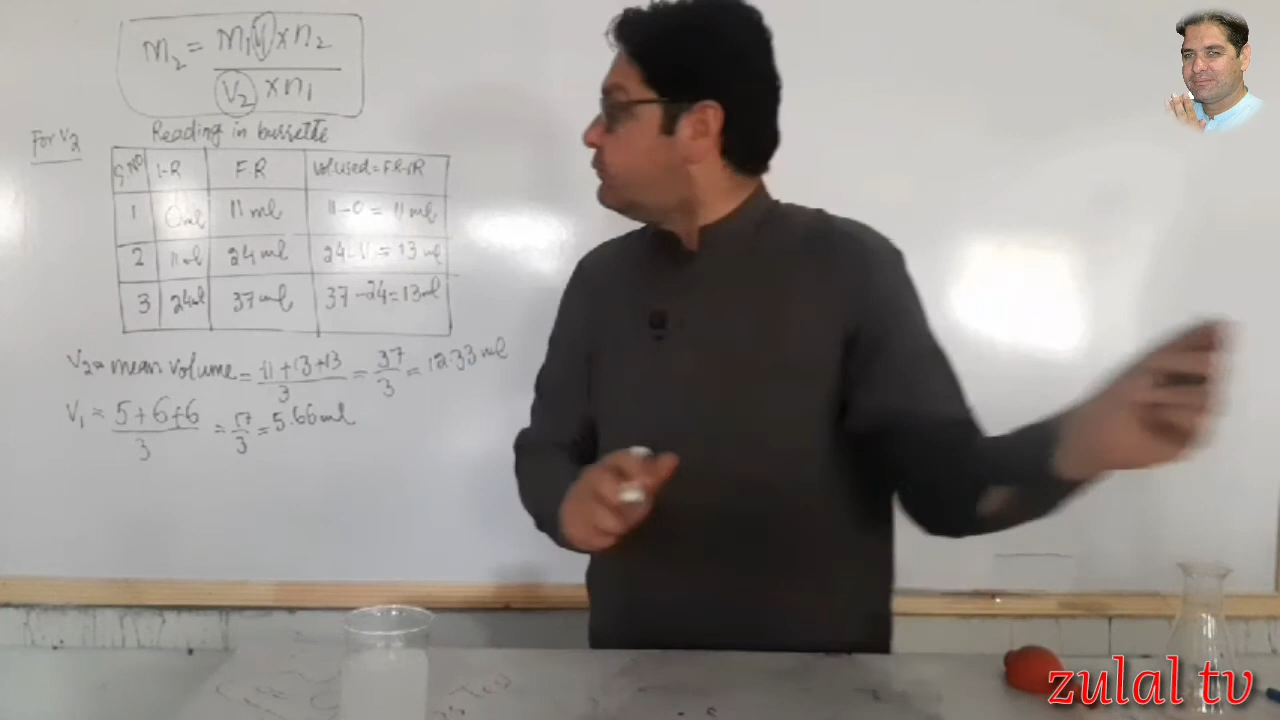 M₂ = M₁V₁ × n₂
V₂ × n₁
For V₂
Reading in burrette
S.NO I-R F.R Vol used = F.R-IR
1 0ml 11 ml 11-0 = 11 ml
2 11ml 24 ml 24-11 = 13 ml
3 24ml 37 ml 37-24=13ml
V₂= mean volume = 11+13+13 / 3 = 37/3 = 12.33 ml
V₁ = 5+6+6 / 3 = 17/3 = 5.66 ml
zulal tv